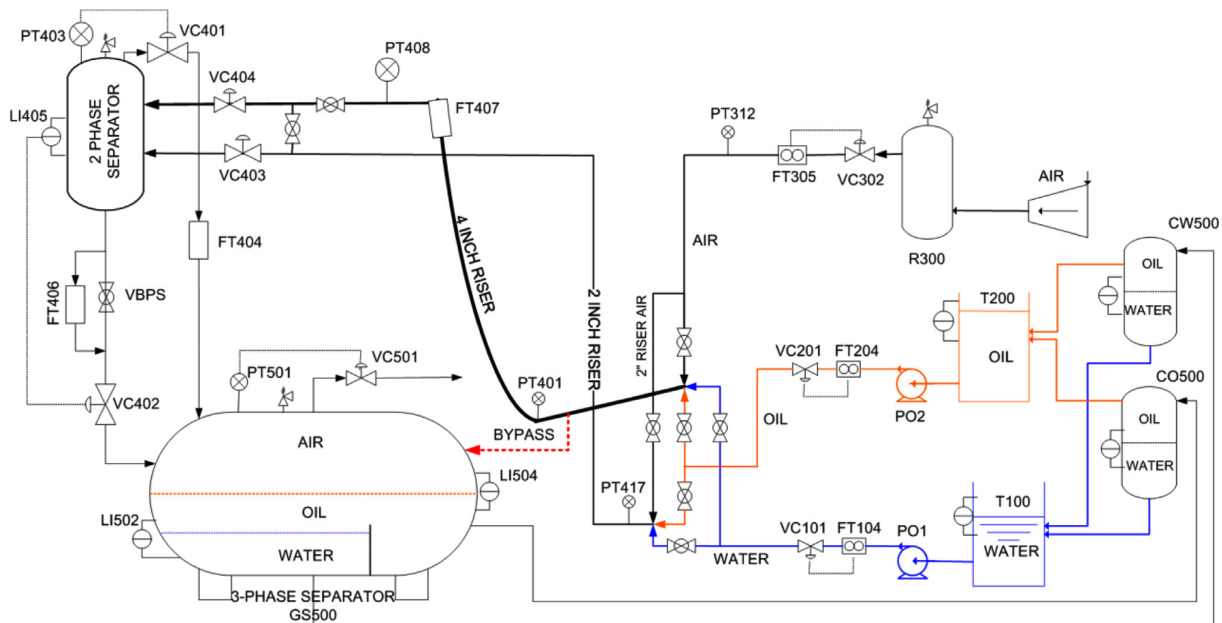 VC401
PT403
PT408
VC404
FT407
LI405
2 PHASE
SEPARATOR
PT312
VC403
FT305
VC302
AIR
CW500
4 INCH RISER
FT404
AIR
R300
OIL
T200
WATER
FT406
VBPS
2 INCH RISER
2" RISER AIR
VC201
FT204
OIL
VC501
PT501
PT401
CO500
VC402
PO2
OIL
BYPASS
OIL
AIR
WATER
LI504
PT417
T100
OIL
LI502
VC101
FT104
PO1
WATER
WATER
WATER
3-PHASE SEPARATOR
GS500